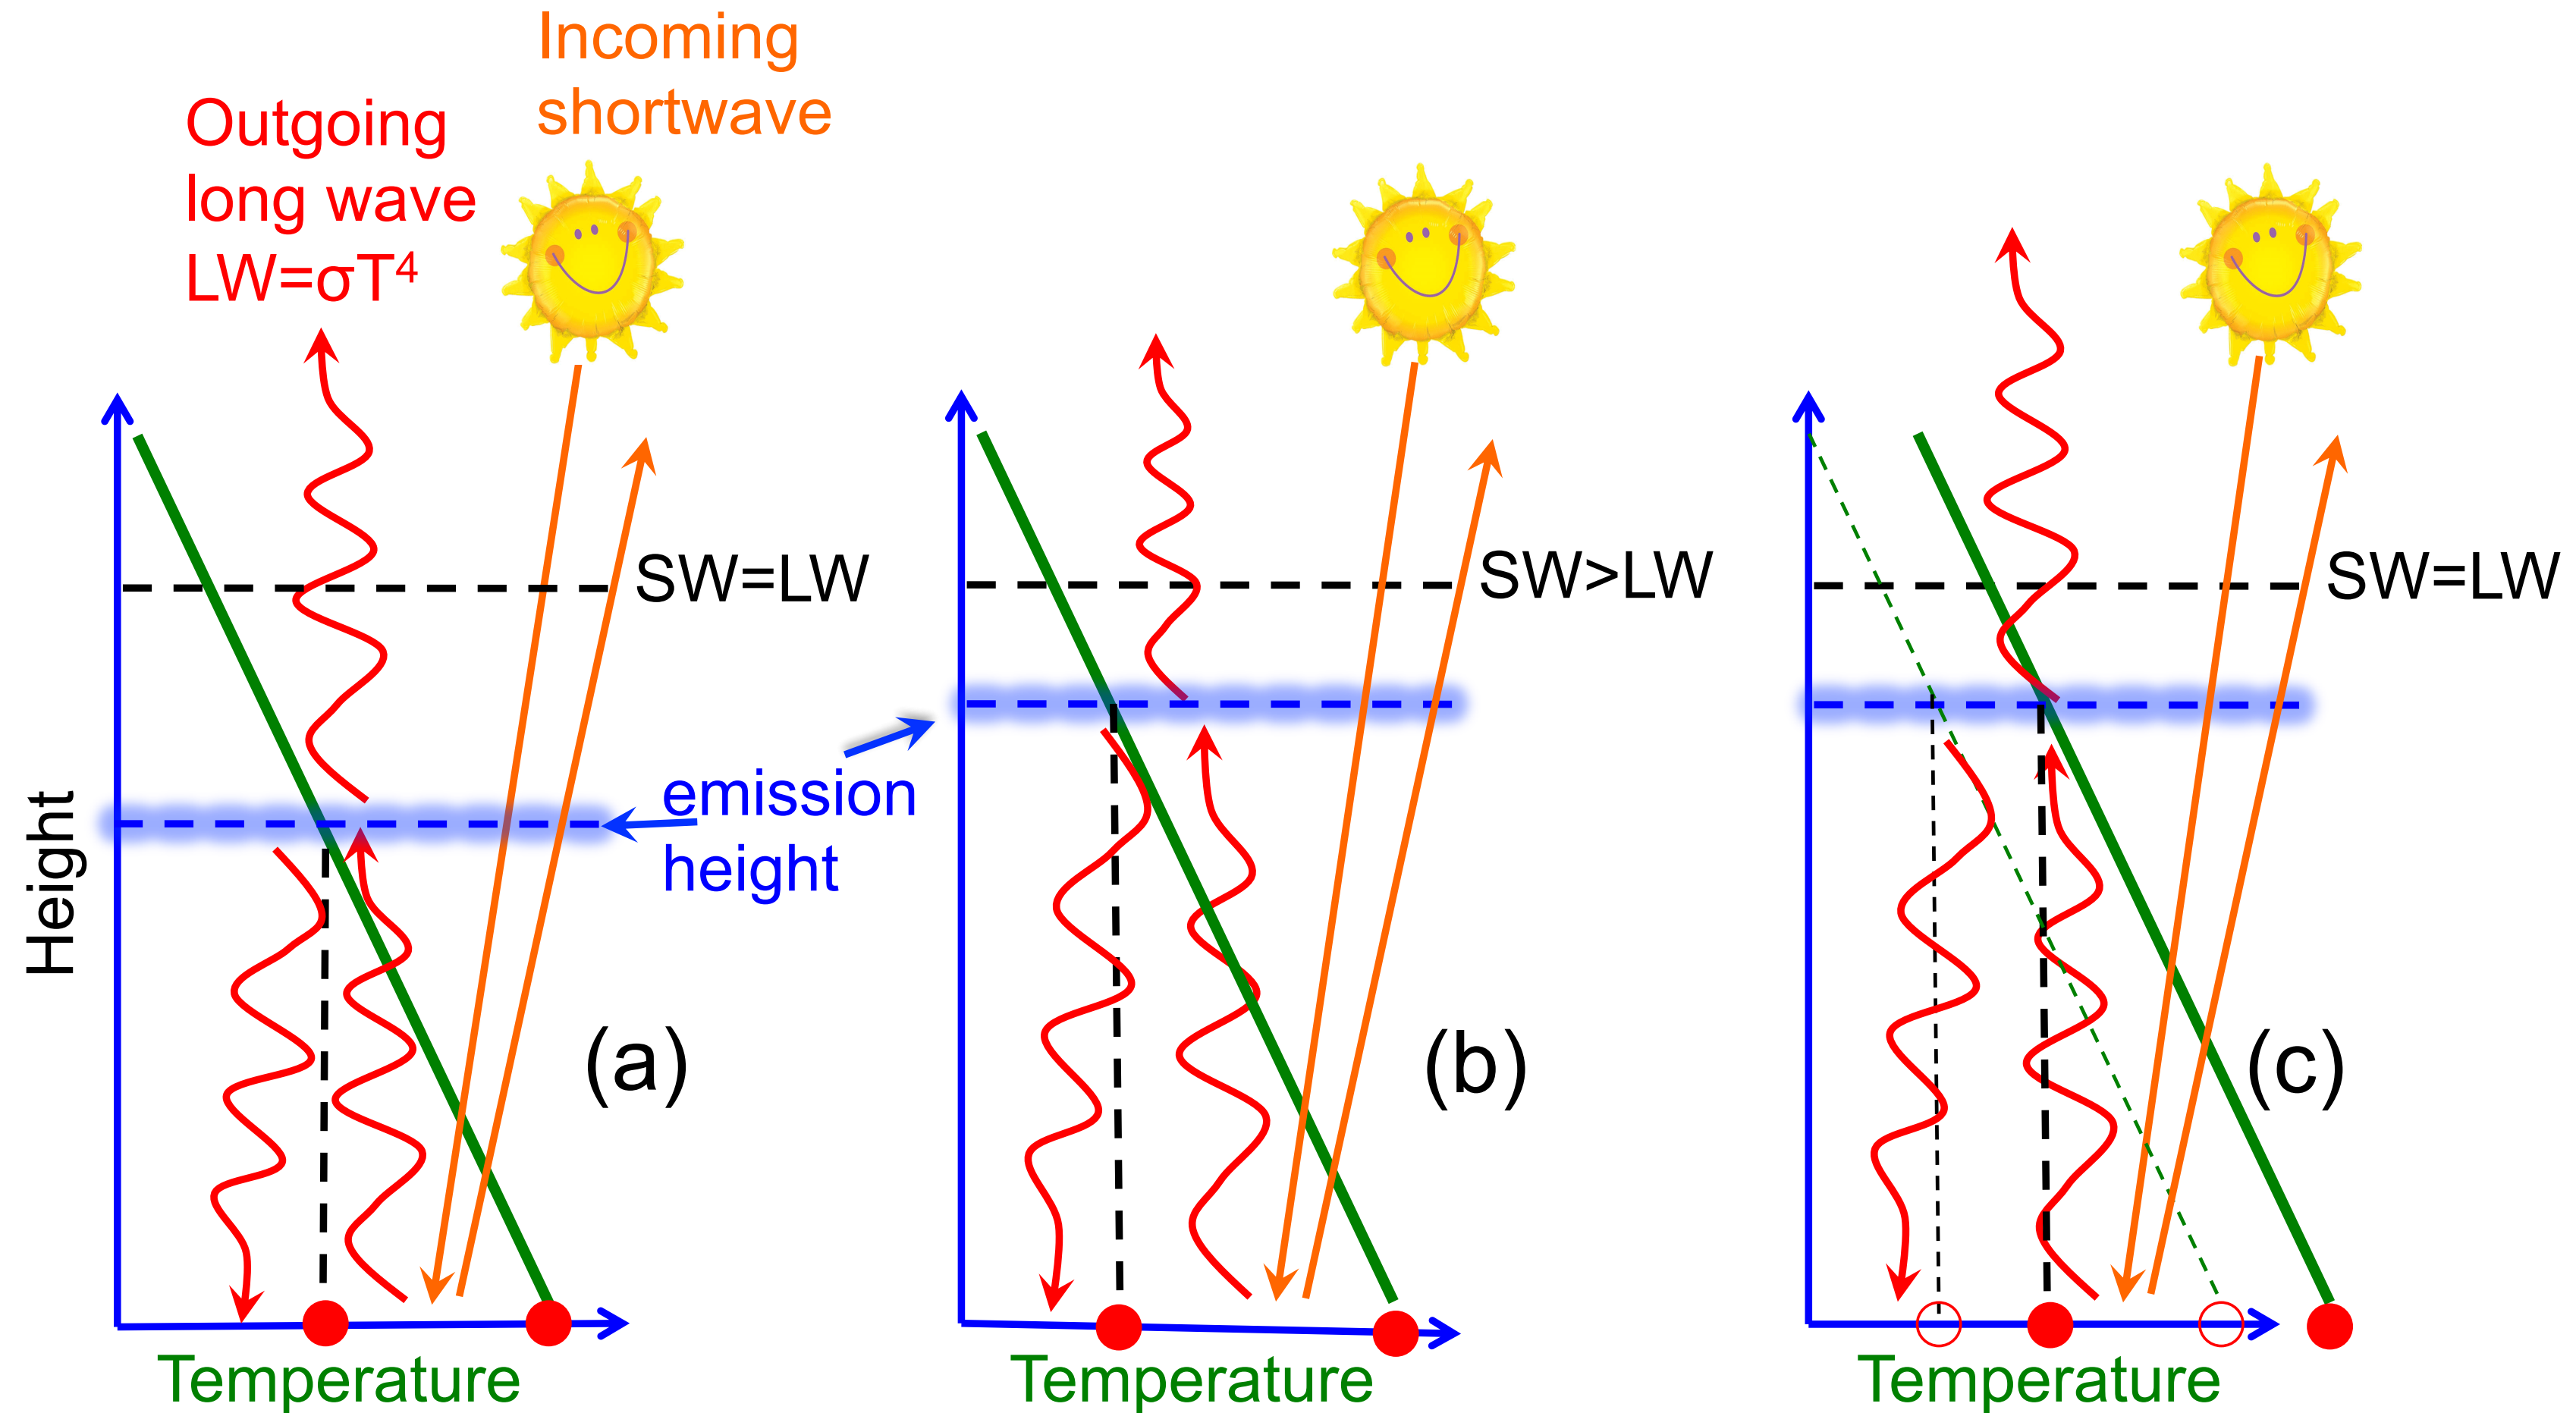 Incoming
shortwave
Outgoing
long wave
LW=σT⁴
SW=LW
SW>LW
SW=LW
emission
height
Height
(a)
(b)
(c)
Temperature
Temperature
Temperature